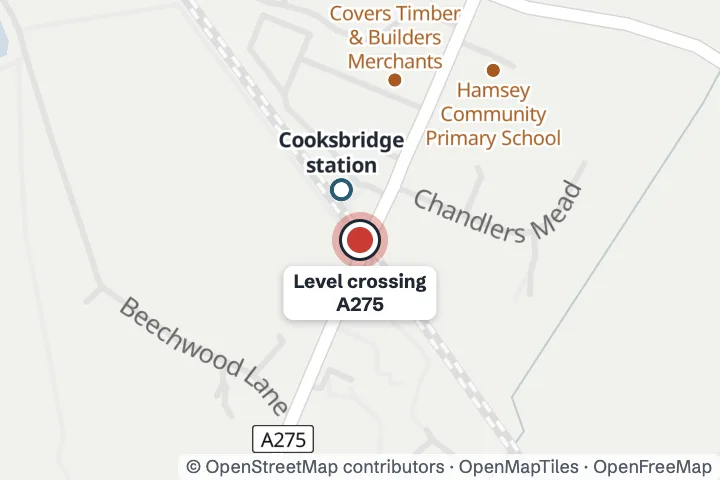 Covers Timber
& Builders
Merchants
Hamsey
Community
Primary School
Cooksbridge
station
Chandlers Mead
Level crossing
A275
Beechwood Lane
A275
© OpenStreetMap contributors · OpenMapTiles · OpenFreeMap